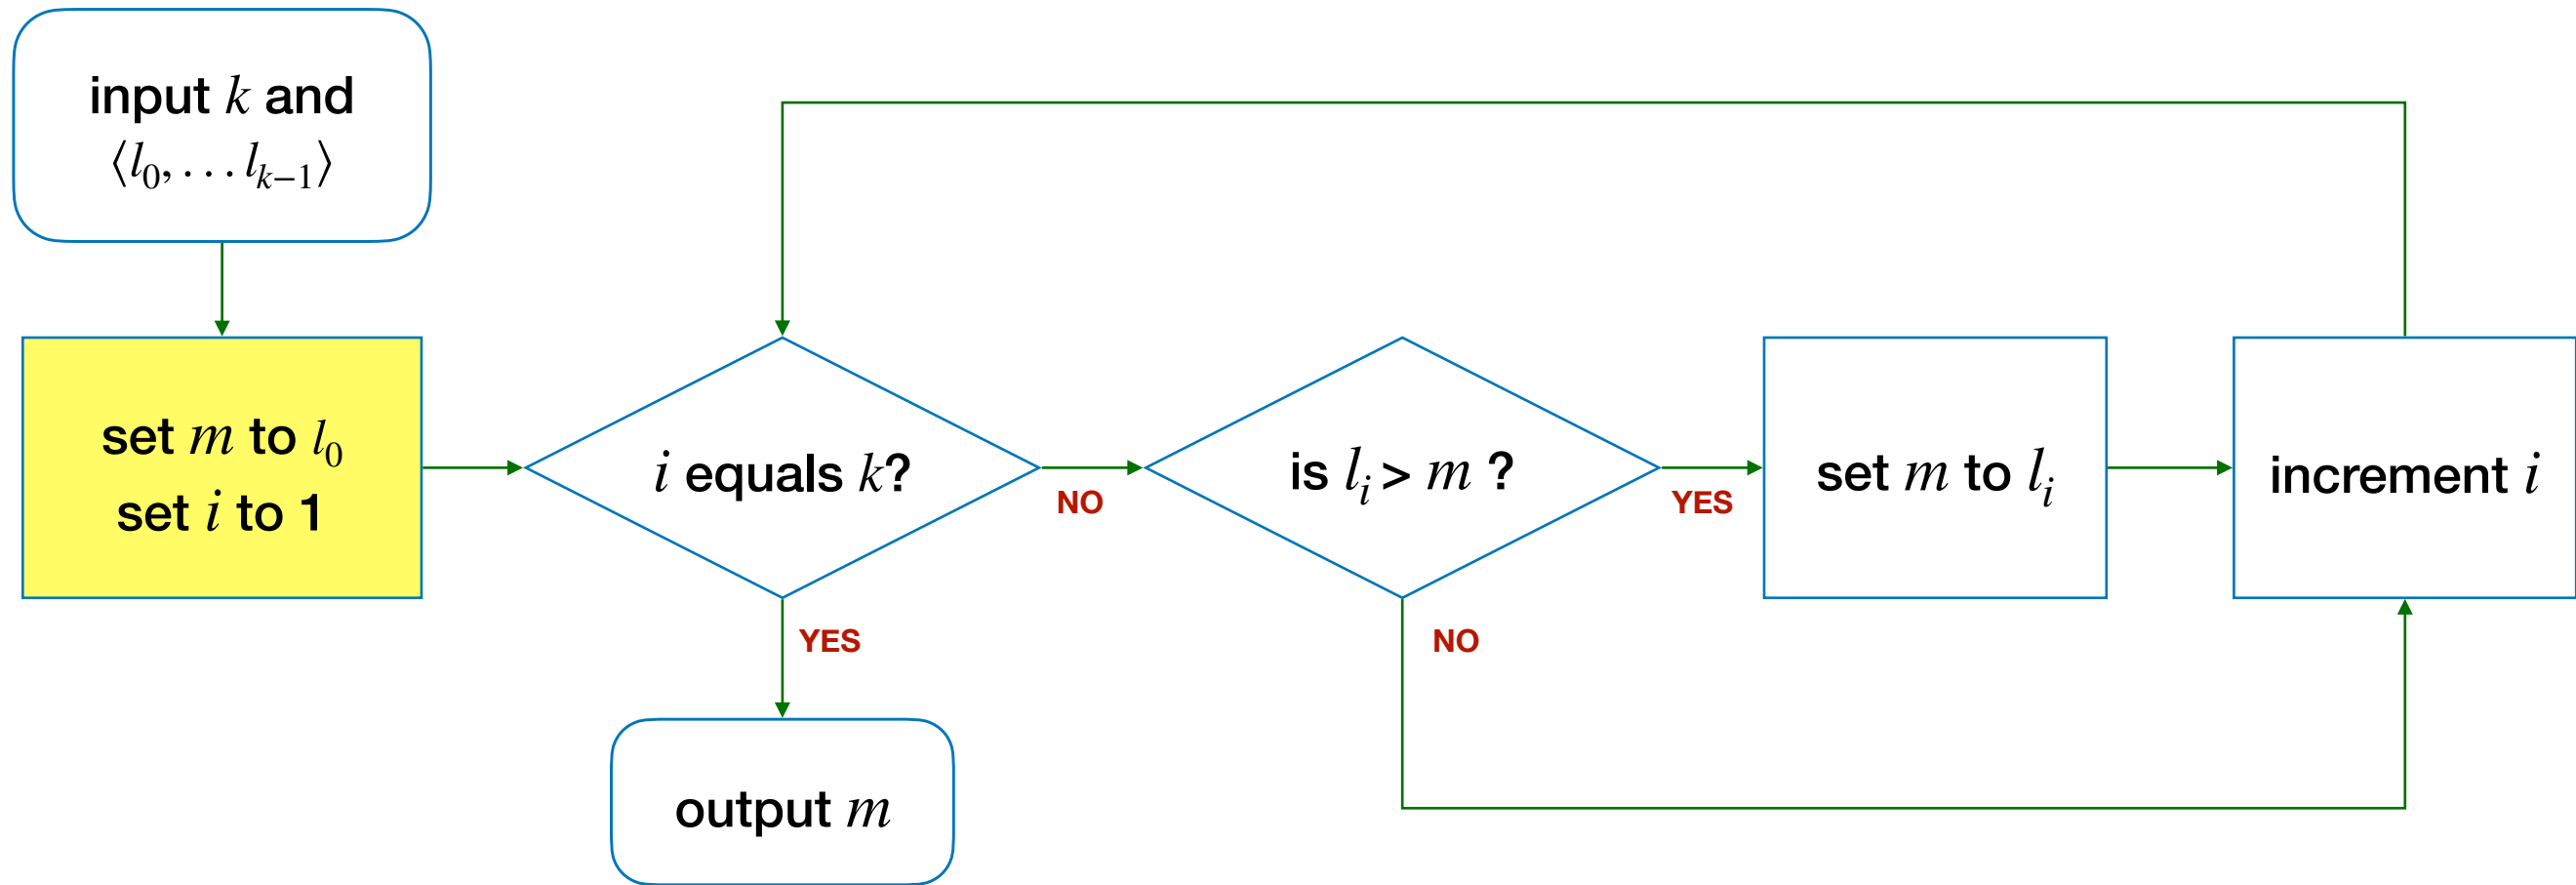 input k and
⟨l₀, . . . lₖ₋₁⟩
set m to l₀
set i to 1
i equals k?
NO
YES
is lᵢ > m ?
YES
NO
set m to lᵢ
increment i
output m